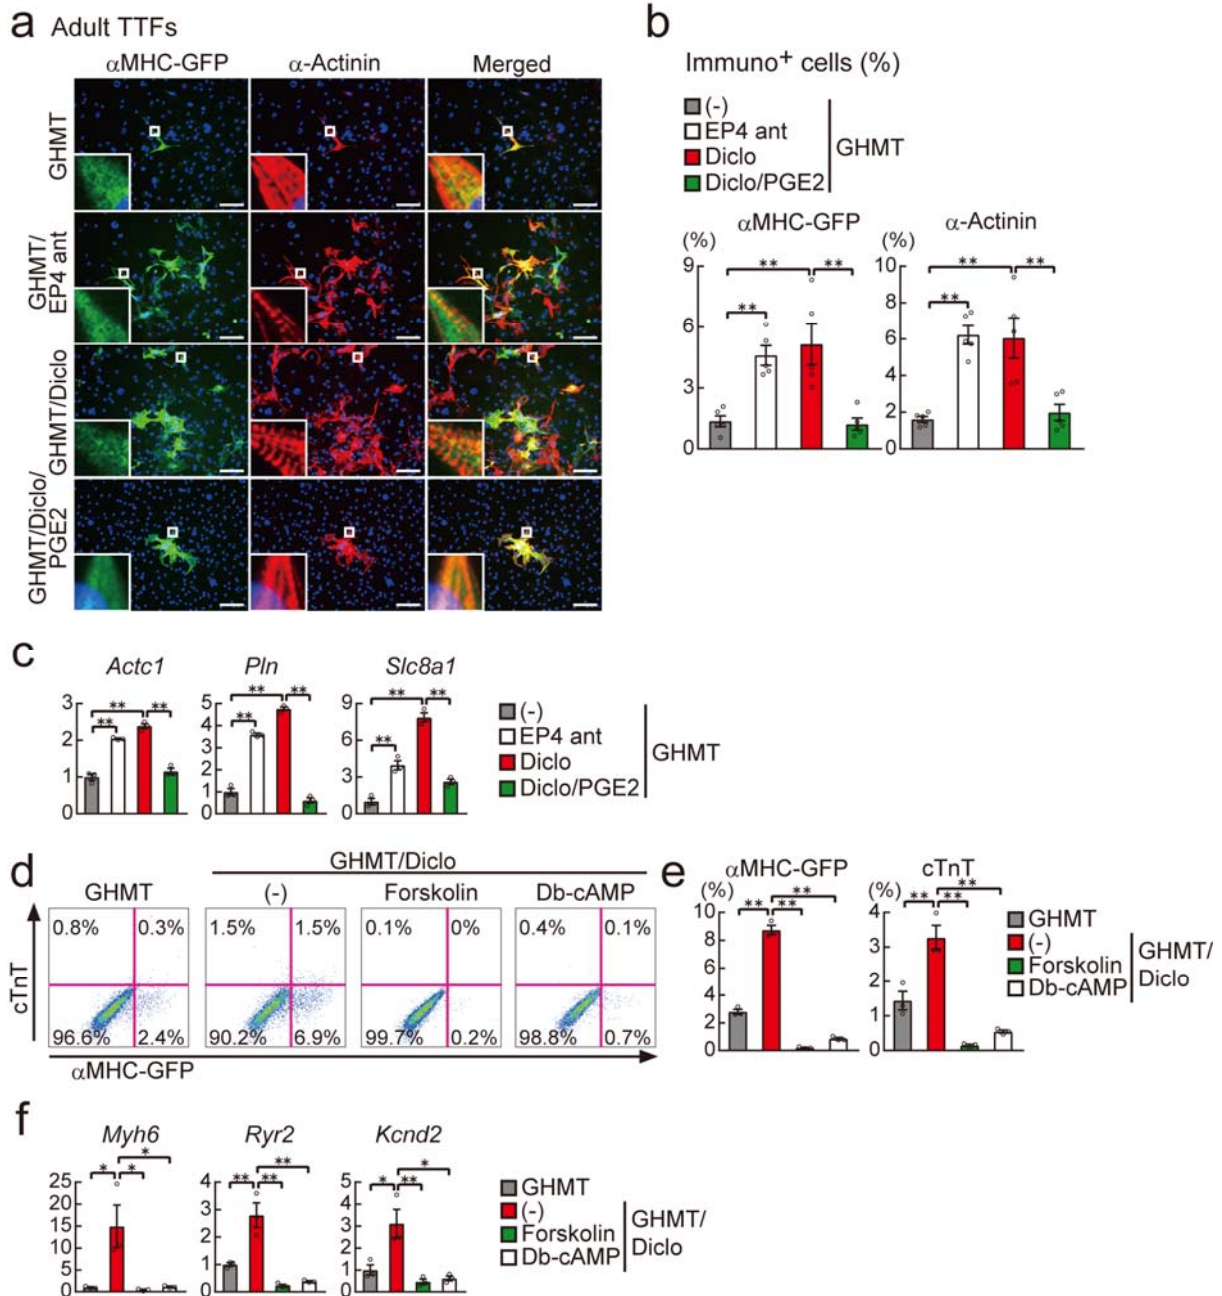 a Adult TTFs
αMHC-GFP α-Actinin Merged
GHMT
GHMT/
EP4 ant
GHMT/Diclo
GHMT/Diclo/
PGE2
b
Immuno+ cells (%)
(-)
EP4 ant
Diclo
Diclo/PGE2
GHMT
αMHC-GFP
(%)
9
6
3
0
** ** **
α-Actinin
(%)
10
8
6
4
2
0
** ** **
c
Actc1
3
2
1
0
** ** **
Pln
5
4
3
2
1
0
** ** **
Slc8a1
9
6
3
0
** ** **
(-)
EP4 ant
Diclo
Diclo/PGE2
GHMT
d
GHMT/Diclo
GHMT (-) Forskolin Db-cAMP
0.8% 0.3% 1.5% 1.5% 0.1% 0% 0.4% 0.1%
96.6% 2.4% 90.2% 6.9% 99.7% 0.2% 98.8% 0.7%
cTnT
αMHC-GFP
e
αMHC-GFP
(%)
10
8
6
4
2
0
** ** **
cTnT
(%)
4
3
2
1
0
** ** **
GHMT
(-)
Forskolin
Db-cAMP
GHMT/
Diclo
f
Myh6
25
20
15
10
5
0
* * *
Ryr2
4
3
2
1
0
** ** **
Kcnd2
5
4
3
2
1
0
* ** *
GHMT
(-)
Forskolin
Db-cAMP
GHMT/
Diclo